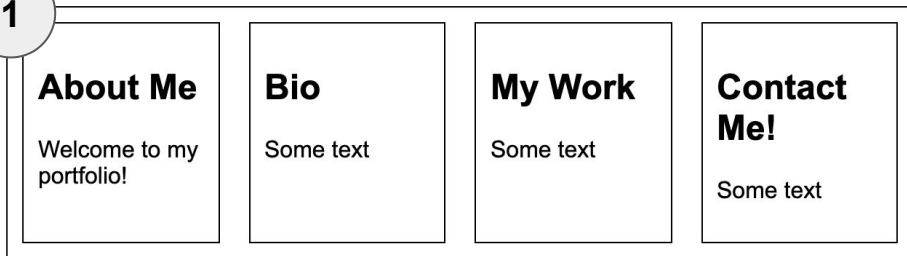 1
About Me
Welcome to my
portfolio!
Bio
Some text
My Work
Some text
Contact
Me!
Some text